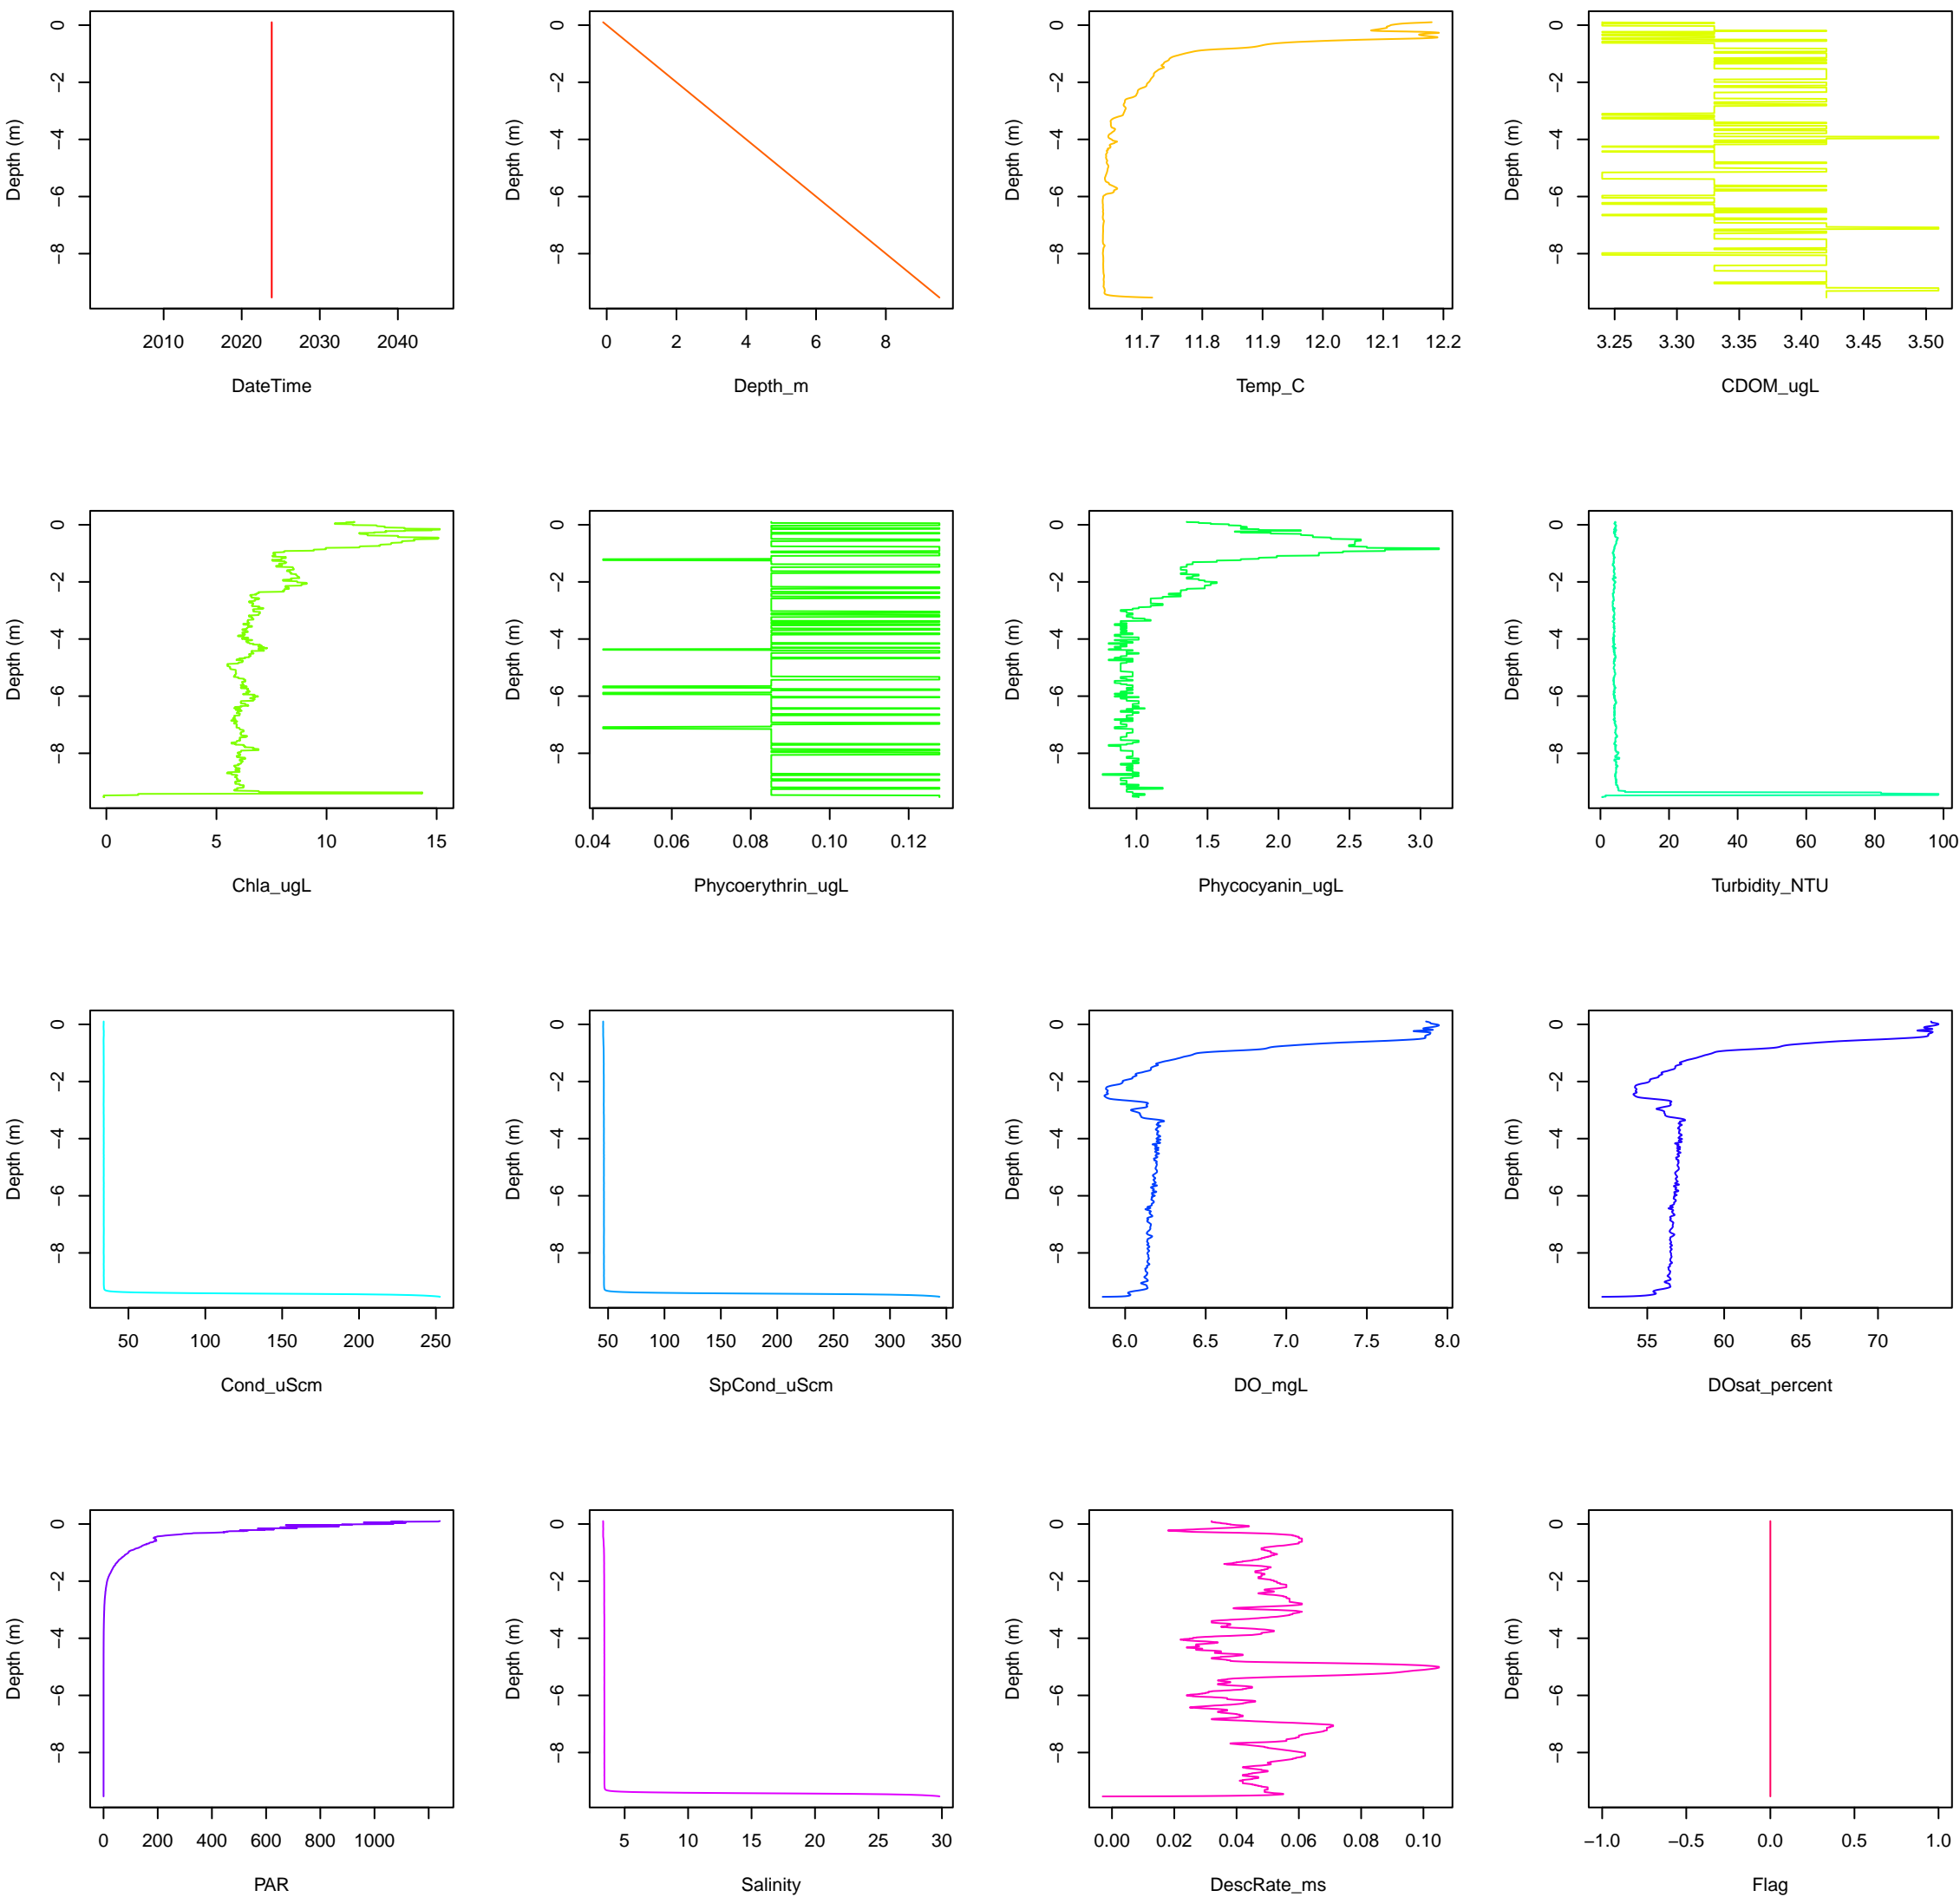 0 0 0 0
−2 −2 −2 −2
Depth (m) Depth (m) Depth (m) Depth (m)
−4 −4 −4 −4
−6 −6 −6 −6
−8 −8 −8 −8
2010 2020 2030 2040 0 2 4 6 8 11.7 11.8 11.9 12.0 12.1 12.2 3.25 3.30 3.35 3.40 3.45 3.50
DateTime Depth_m Temp_C CDOM_ugL
0 0 0 0
−2 −2 −2 −2
Depth (m) Depth (m) Depth (m) Depth (m)
−4 −4 −4 −4
−6 −6 −6 −6
−8 −8 −8 −8
0 5 10 15 0.04 0.06 0.08 0.10 0.12 1.0 1.5 2.0 2.5 3.0 0 20 40 60 80 100
Chla_ugL Phycoerythrin_ugL Phycocyanin_ugL Turbidity_NTU
0 0 0 0
−2 −2 −2 −2
Depth (m) Depth (m) Depth (m) Depth (m)
−4 −4 −4 −4
−6 −6 −6 −6
−8 −8 −8 −8
50 100 150 200 250 50 100 150 200 250 300 350 6.0 6.5 7.0 7.5 8.0 55 60 65 70
Cond_uScm SpCond_uScm DO_mgL DOsat_percent
0 0 0 0
−2 −2 −2 −2
Depth (m) Depth (m) Depth (m) Depth (m)
−4 −4 −4 −4
−6 −6 −6 −6
−8 −8 −8 −8
0 200 400 600 800 1000 5 10 15 20 25 30 0.00 0.02 0.04 0.06 0.08 0.10 −1.0 −0.5 0.0 0.5 1.0
PAR Salinity DescRate_ms Flag